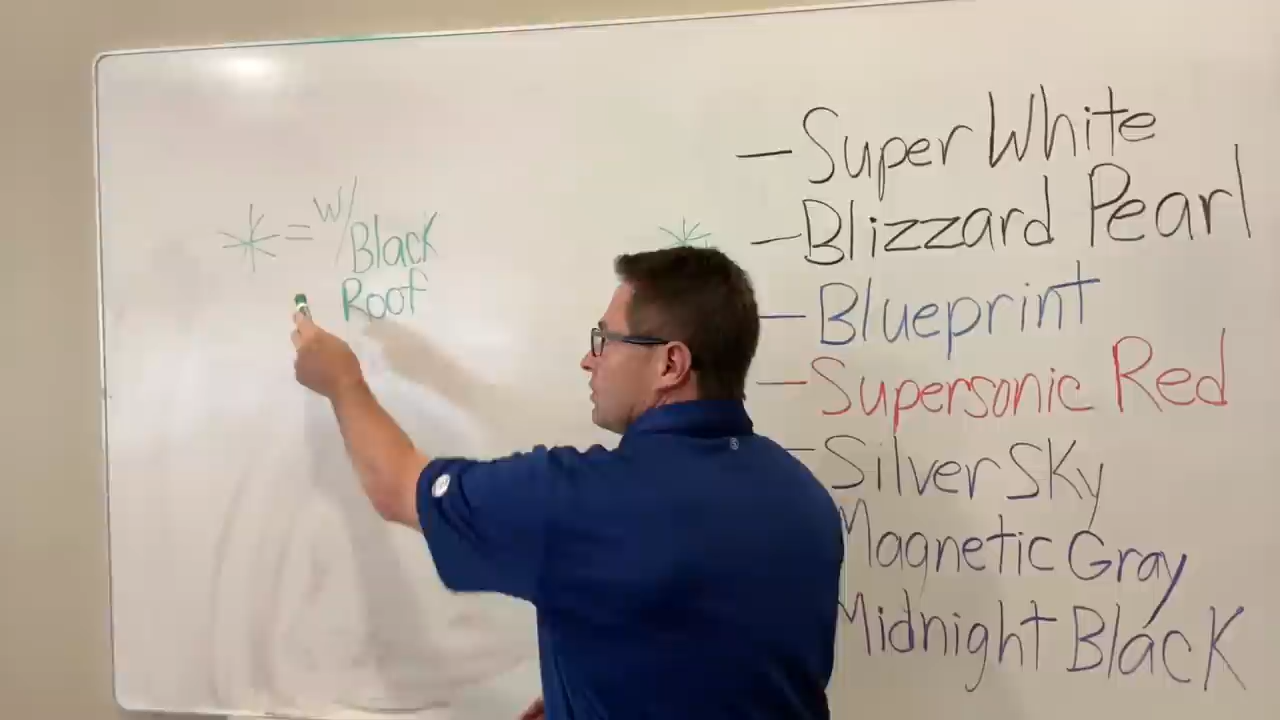 * = w/
Black
Roof
- Super White
* - Blizzard Pearl
- Blueprint
- Supersonic Red
- Silver Sky
Magnetic Gray
Midnight Black